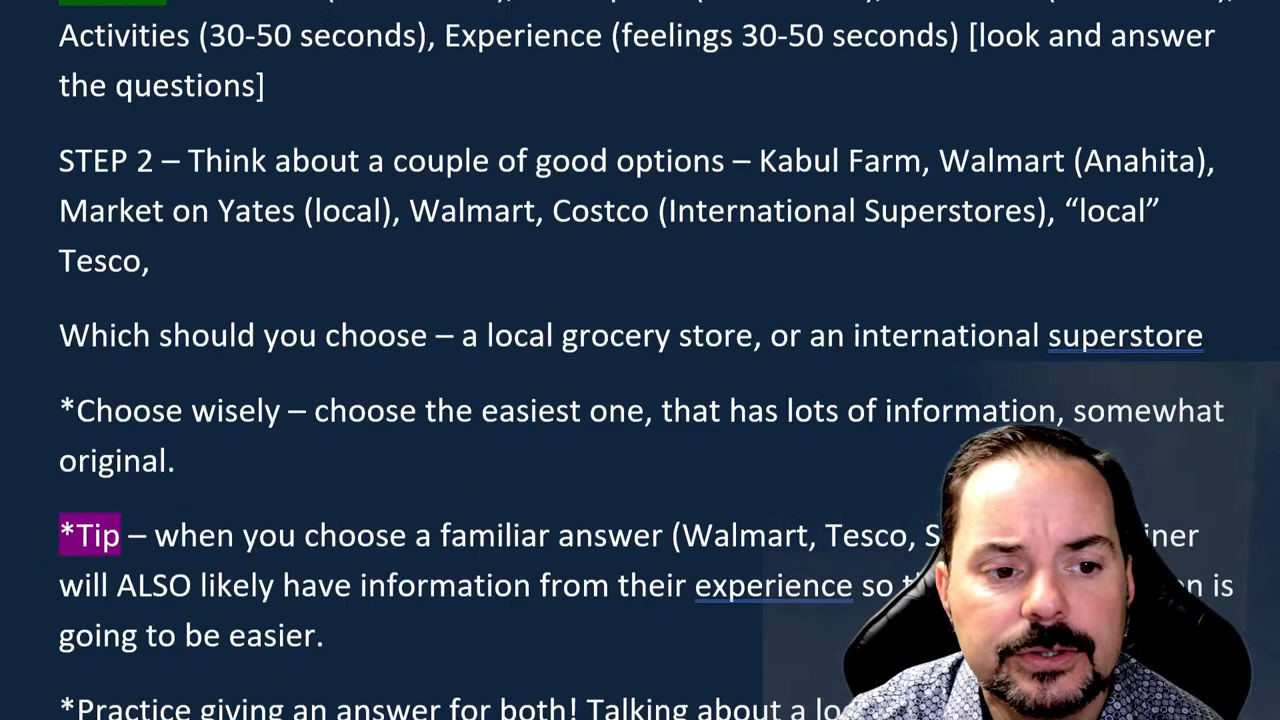 Activities (30-50 seconds), Experience (feelings 30-50 seconds) [look and answer
the questions]
STEP 2 – Think about a couple of good options – Kabul Farm, Walmart (Anahita),
Market on Yates (local), Walmart, Costco (International Superstores), “local”
Tesco,
Which should you choose – a local grocery store, or an international superstore
*Choose wisely – choose the easiest one, that has lots of information, somewhat
original.
*Tip – when you choose a familiar answer (Walmart, Tesco,
will ALSO likely have information from their experience so is
going to be easier.
*Practice giving an answer for both! Talking about a